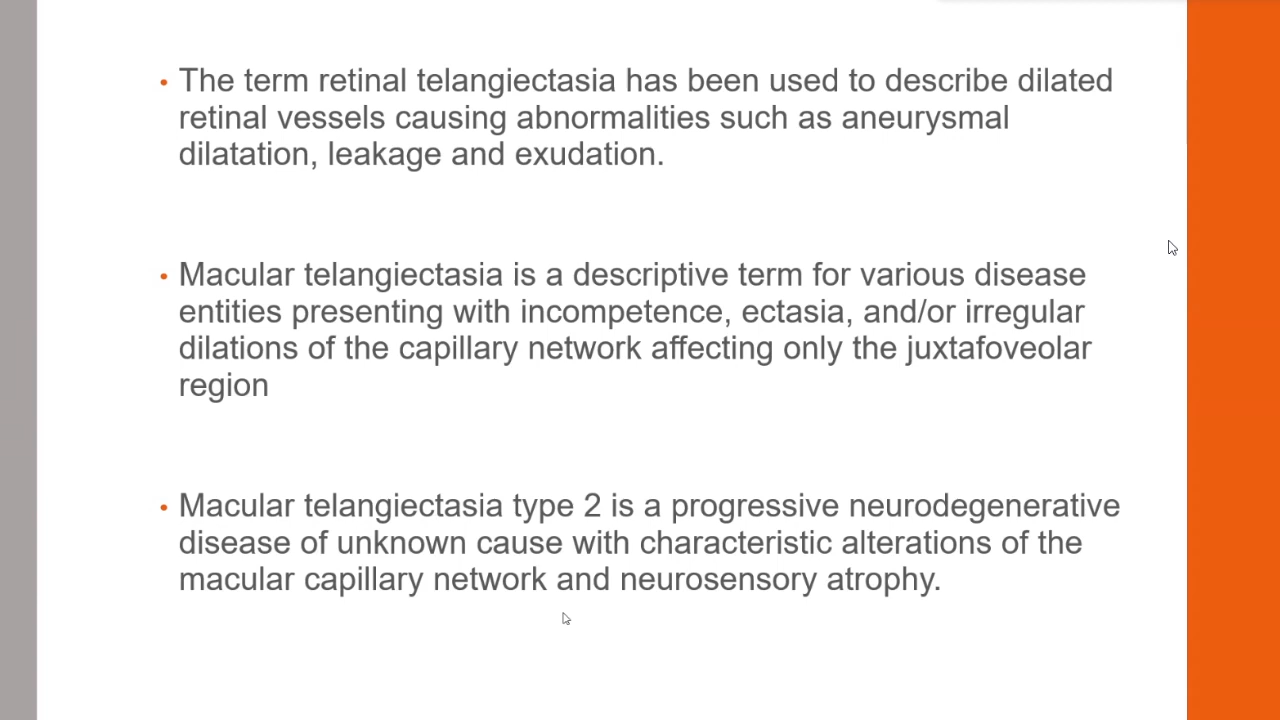 • The term retinal telangiectasia has been used to describe dilated
retinal vessels causing abnormalities such as aneurysmal
dilatation, leakage and exudation.
• Macular telangiectasia is a descriptive term for various disease
entities presenting with incompetence, ectasia, and/or irregular
dilations of the capillary network affecting only the juxtafoveolar
region
• Macular telangiectasia type 2 is a progressive neurodegenerative
disease of unknown cause with characteristic alterations of the
macular capillary network and neurosensory atrophy.